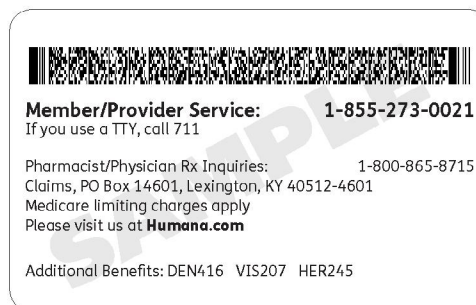 Member/Provider Service: 1-855-273-0021
If you use a TTY, call 711
Pharmacist/Physician Rx Inquiries: 1-800-865-8715
Claims, PO Box 14601, Lexington, KY 40512-4601
Medicare limiting charges apply
Please visit us at Humana.com
Additional Benefits: DEN416 VIS207 HER245
SAMPLE